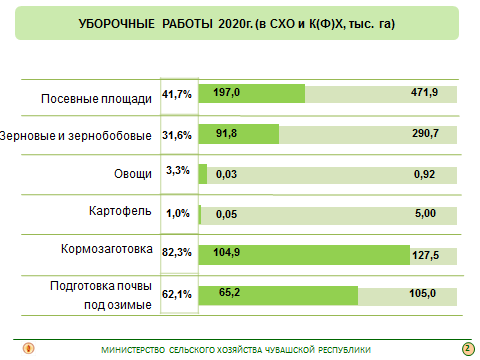 УБОРОЧНЫЕ РАБОТЫ 2020г. (в СХО и К(Ф)Х, тыс. га)
Посевные площади 41,7% 197,0 471,9
Зерновые и зернобобовые 31,6% 91,8 290,7
Овощи 3,3% 0,03 0,92
Картофель 1,0% 0,05 5,00
Кормозаготовка 82,3% 104,9 127,5
Подготовка почвы
под озимые 62,1% 65,2 105,0
МИНИСТЕРСТВО СЕЛЬСКОГО ХОЗЯЙСТВА ЧУВАШСКОЙ РЕСПУБЛИКИ 2